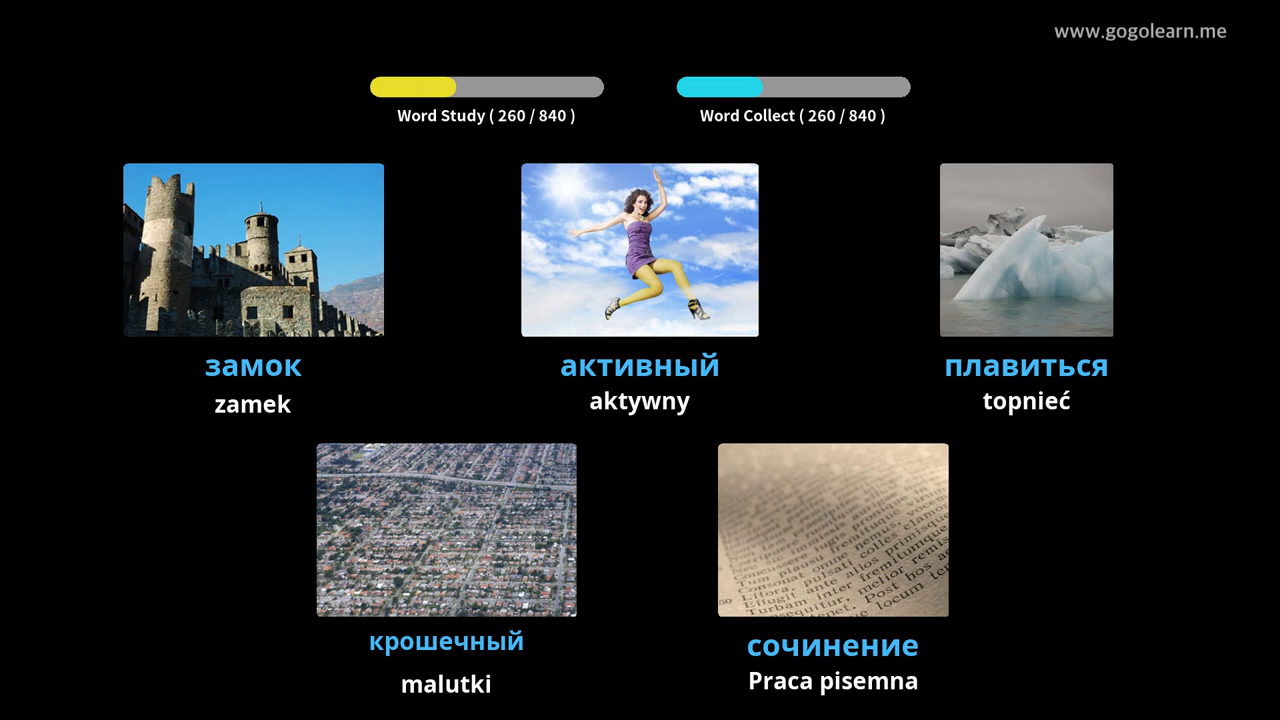 www.gogolearn.me
Word Study ( 260 / 840 )
Word Collect ( 260 / 840 )
замок
zamek
активный
aktywny
плавиться
topnieć
крошечный
malutki
сочинение
Praca pisemna